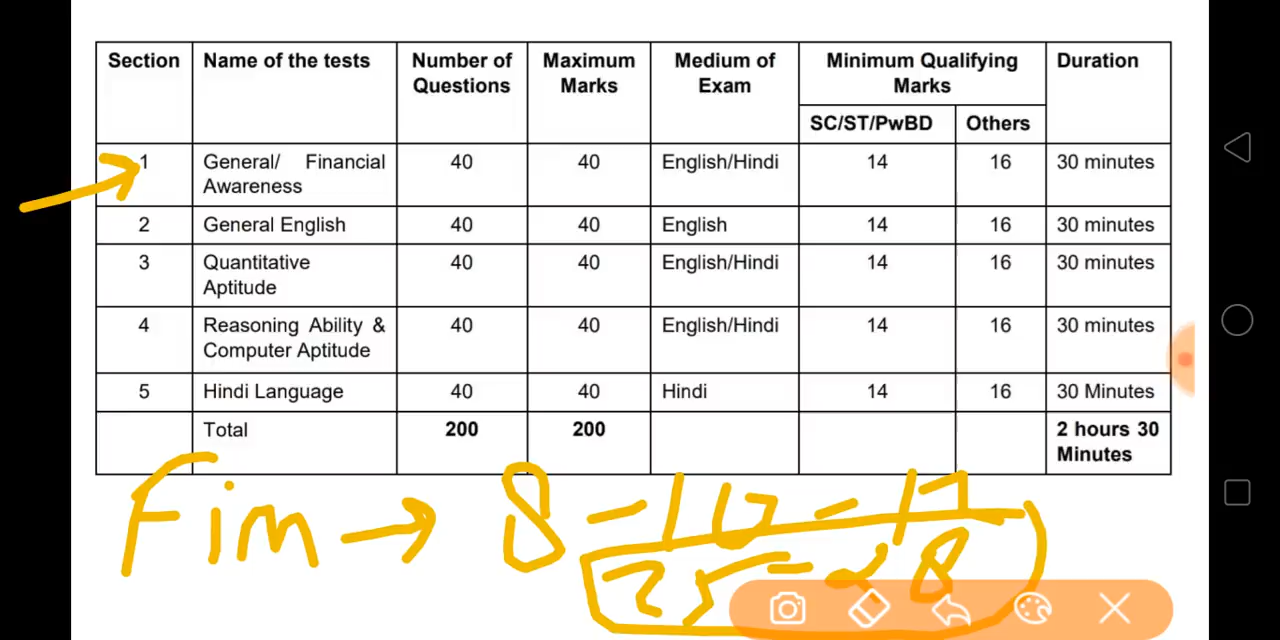 Section Name of the tests Number of Questions Maximum Marks Medium of Exam Minimum Qualifying Marks Duration
SC/ST/PwBD Others
1 General/ Financial Awareness 40 40 English/Hindi 14 16 30 minutes
2 General English 40 40 English 14 16 30 minutes
3 Quantitative Aptitude 40 40 English/Hindi 14 16 30 minutes
4 Reasoning Ability & Computer Aptitude 40 40 English/Hindi 14 16 30 minutes
5 Hindi Language 40 40 Hindi 14 16 30 Minutes
Total 200 200 2 hours 30 Minutes
Fin → 8
25 - 28